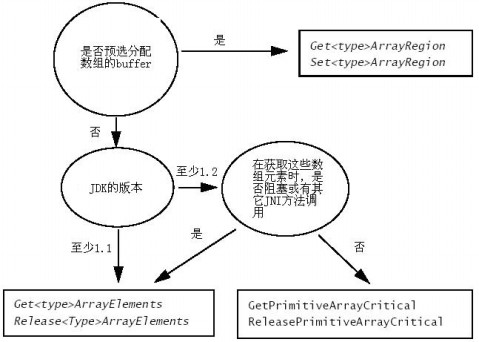 是否预选分配
数组的buffer
是
Get<type>ArrayRegion
Set<type>ArrayRegion
否
JDK的版本
至少1.2
在获取这些数
组元素时，是
否阻塞或有其
它JNI方法调
用
至少1.1
是
否
Get<type>ArrayElements
Release<Type>ArrayElements
GetPrimitiveArrayCritical
ReleasePrimitiveArrayCritical